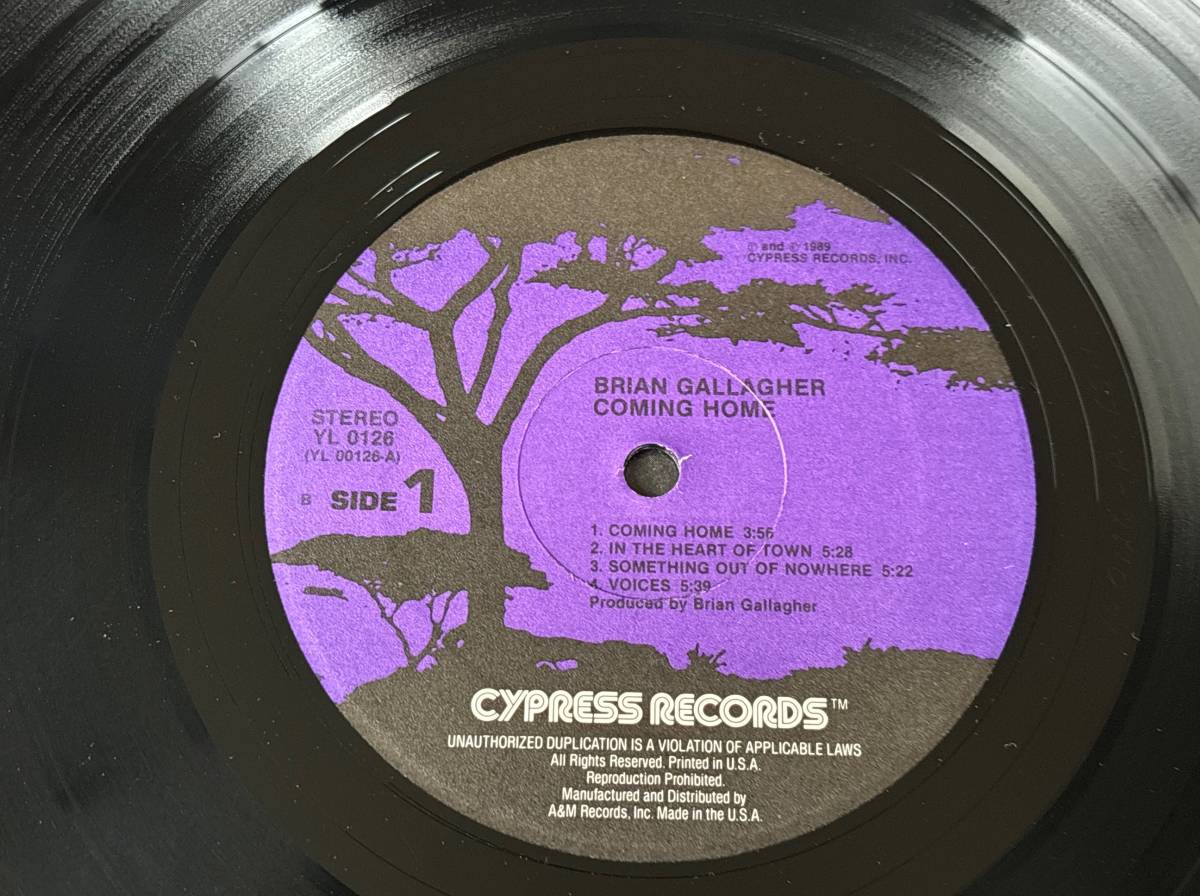 ℗ and © 1989
CYPRESS RECORDS, INC.
BRIAN GALLAGHER
COMING HOME
STEREO
YL 0126
(YL 00126-A)
B SIDE 1
1. COMING HOME 3:56
2. IN THE HEART OF TOWN 5:28
3. SOMETHING OUT OF NOWHERE 5:22
4. VOICES 5:39
Produced by Brian Gallagher
CYPRESS RECORDS™
UNAUTHORIZED DUPLICATION IS A VIOLATION OF APPLICABLE LAWS
All Rights Reserved. Printed in U.S.A.
Reproduction Prohibited.
Manufactured and Distributed by
A&M Records, Inc. Made in the U.S.A.